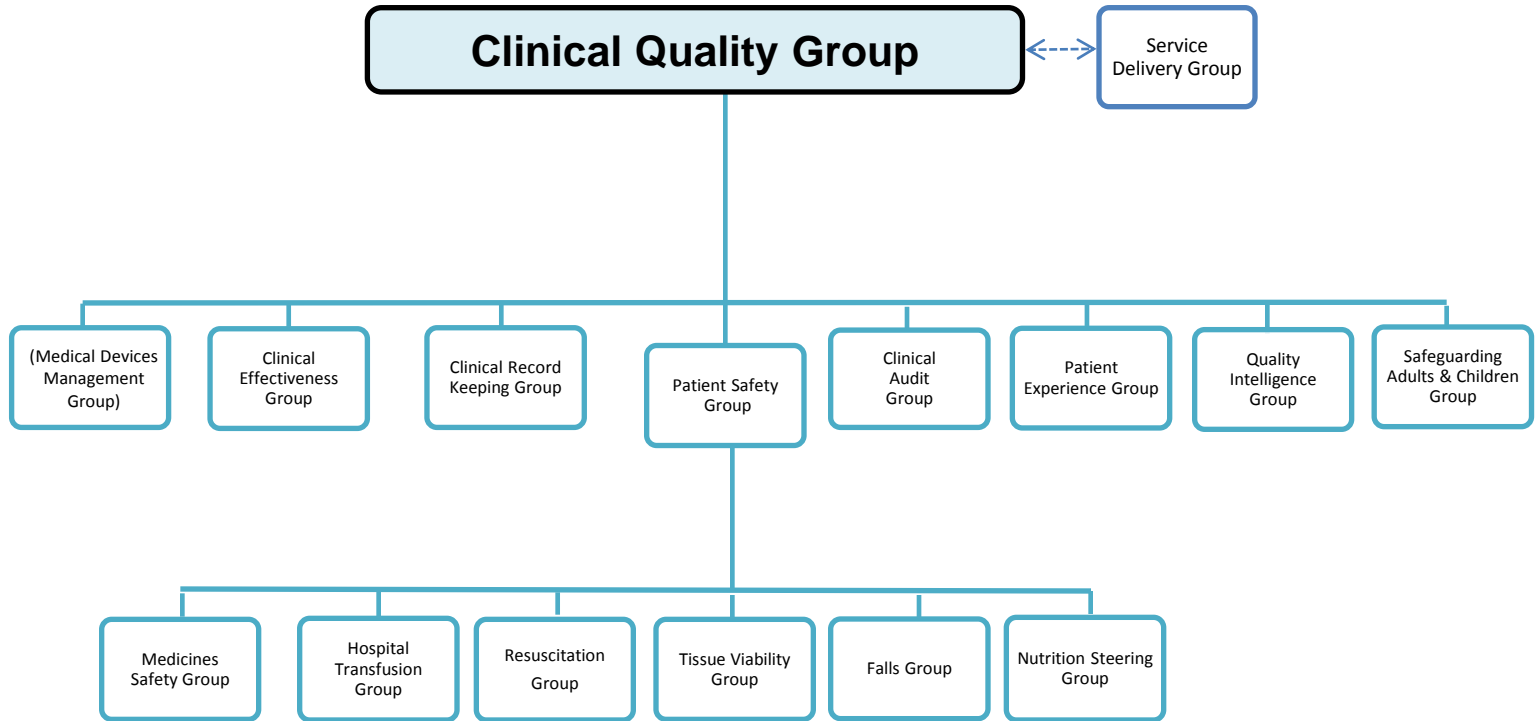 Clinical Quality Group
Service
Delivery Group
(Medical Devices
Management
Group)
Clinical
Effectiveness
Group
Clinical Record
Keeping Group
Patient Safety
Group
Clinical
Audit
Group
Patient
Experience Group
Quality
Intelligence
Group
Safeguarding
Adults & Children
Group
Medicines
Safety Group
Hospital
Transfusion
Group
Resuscitation
Group
Tissue Viability
Group
Falls Group
Nutrition Steering
Group